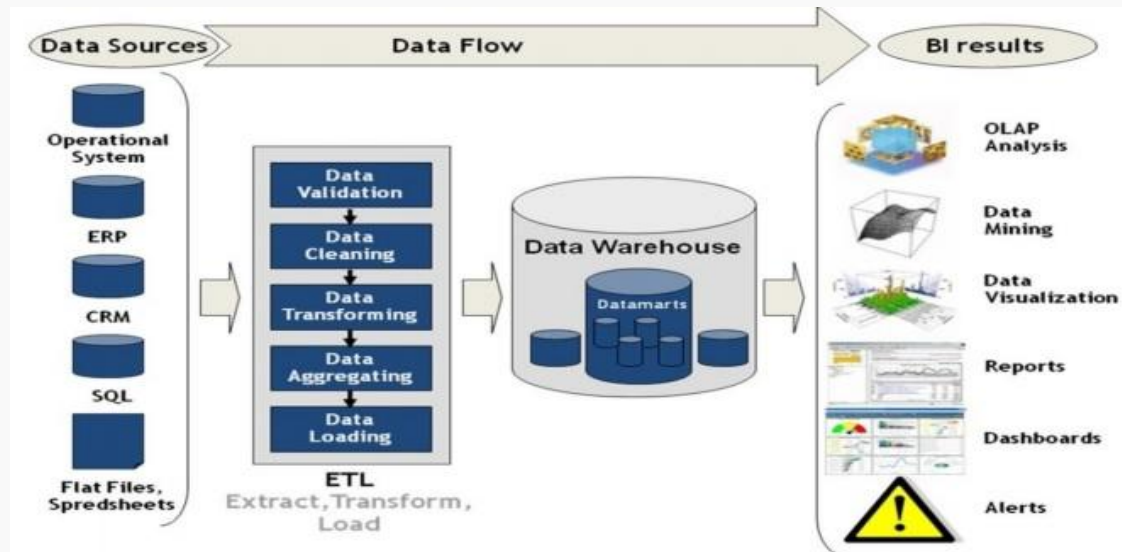 Data Sources
Data Flow
BI results
Operational
System
ERP
CRM
SQL
Flat Files,
Spredsheets
Data
Validation
Data
Cleaning
Data
Transforming
Data
Aggregating
Data
Loading
ETL
Extract,Transform,
Load
Data Warehouse
Datamarts
OLAP
Analysis
Data
Mining
Data
Visualization
Reports
Dashboards
Alerts